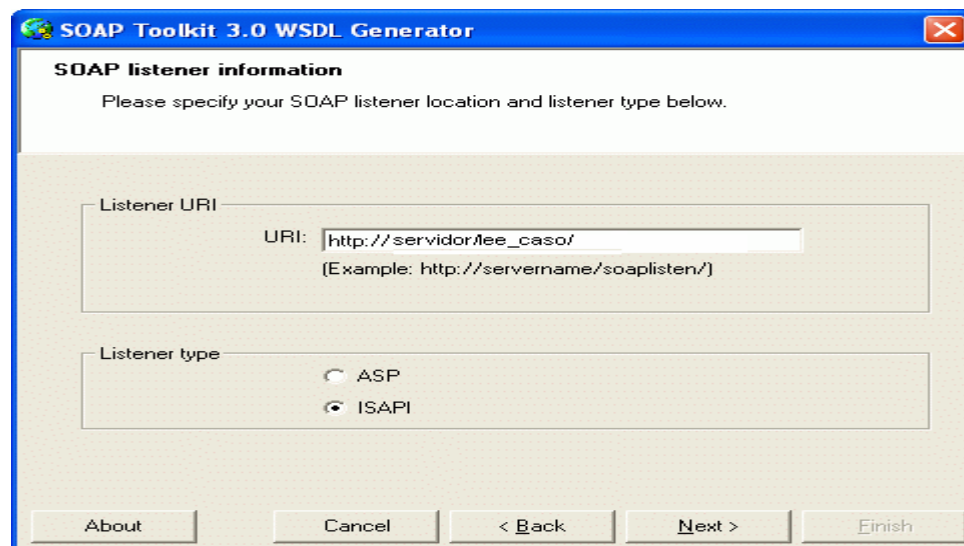 SOAP Toolkit 3.0 WSDL Generator
SOAP listener information
Please specify your SOAP listener location and listener type below.
Listener URI
URI: http://servidor/lee_caso/
(Example: http://servername/soaplisten/)
Listener type
ASP
ISAPI
About Cancel < Back Next > Finish